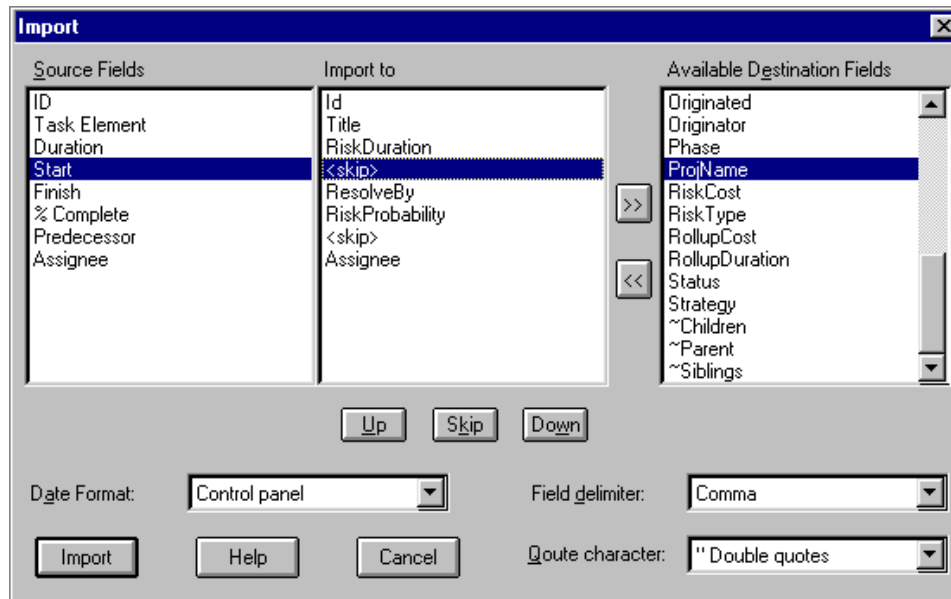 Import
Source Fields
Import to
Available Destination Fields
ID
Task Element
Duration
Start
Finish
% Complete
Predecessor
Assignee
Id
Title
RiskDuration
<skip>
ResolveBy
RiskProbability
<skip>
Assignee
>>
<<
Originated
Originator
Phase
ProjName
RiskCost
RiskType
RollupCost
RollupDuration
Status
Strategy
~Children
~Parent
~Siblings
Up
Skip
Down
Date Format:
Control panel
Field delimiter:
Comma
Import
Help
Cancel
Qoute character:
" Double quotes